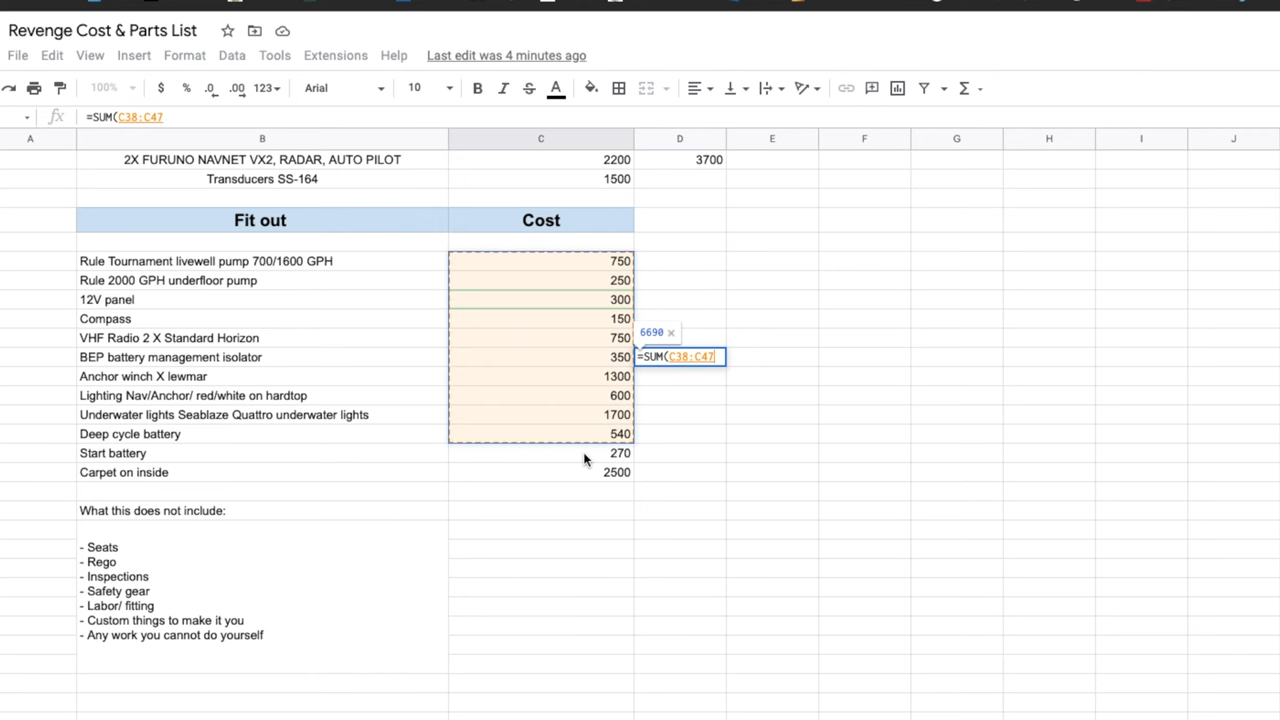 Revenge Cost & Parts List
File Edit View Insert Format Data Tools Extensions Help Last edit was 4 minutes ago
100% $ % .0 .00 123 Arial 10 B I S A Σ
fx =SUM(C38:C47
A B C D E F G H I J
2X FURUNO NAVNET VX2, RADAR, AUTO PILOT 2200 3700
Transducers SS-164 1500
Fit out Cost
Rule Tournament livewell pump 700/1600 GPH 750
Rule 2000 GPH underfloor pump 250
12V panel 300
Compass 150
6690 ×
VHF Radio 2 X Standard Horizon 750
BEP battery management isolator 350 =SUM(C38:C47
Anchor winch X lewmar 1300
Lighting Nav/Anchor/ red/white on hardtop 600
Underwater lights Seablaze Quattro underwater lights 1700
Deep cycle battery 540
Start battery 270
Carpet on inside 2500
What this does not include:
- Seats
- Rego
- Inspections
- Safety gear
- Labor/ fitting
- Custom things to make it you
- Any work you cannot do yourself